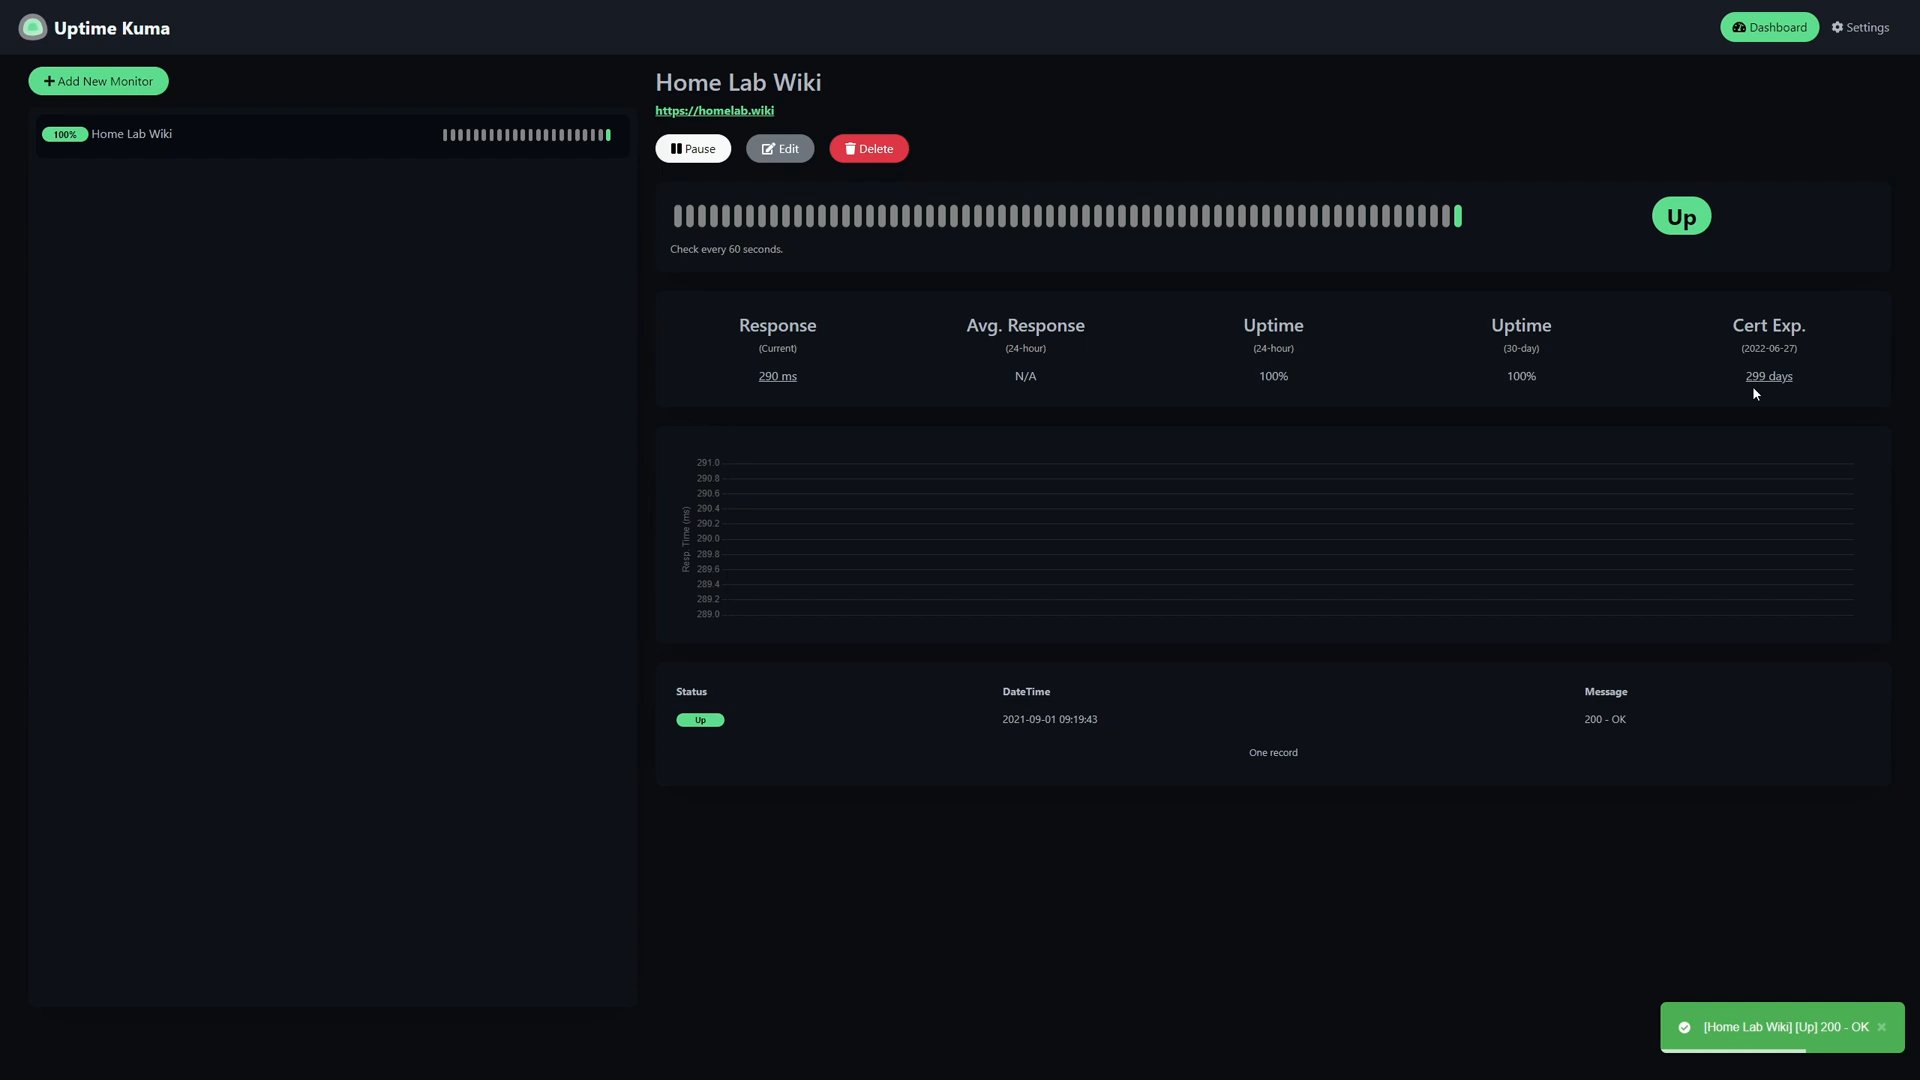 Uptime Kuma
Dashboard
Settings
Add New Monitor
100% Home Lab Wiki
Home Lab Wiki
https://homelab.wiki
Pause
Edit
Delete
Up
Check every 60 seconds.
Response
(Current)
290 ms
Avg. Response
(24-hour)
N/A
Uptime
(24-hour)
100%
Uptime
(30-day)
100%
Cert Exp.
(2022-06-27)
299 days
Resp. Time (ms)
291.0
290.8
290.6
290.4
290.2
290.0
289.8
289.6
289.4
289.2
289.0
Status DateTime Message
Up 2021-09-01 09:19:43 200 - OK
One record
[Home Lab Wiki] [Up] 200 - OK